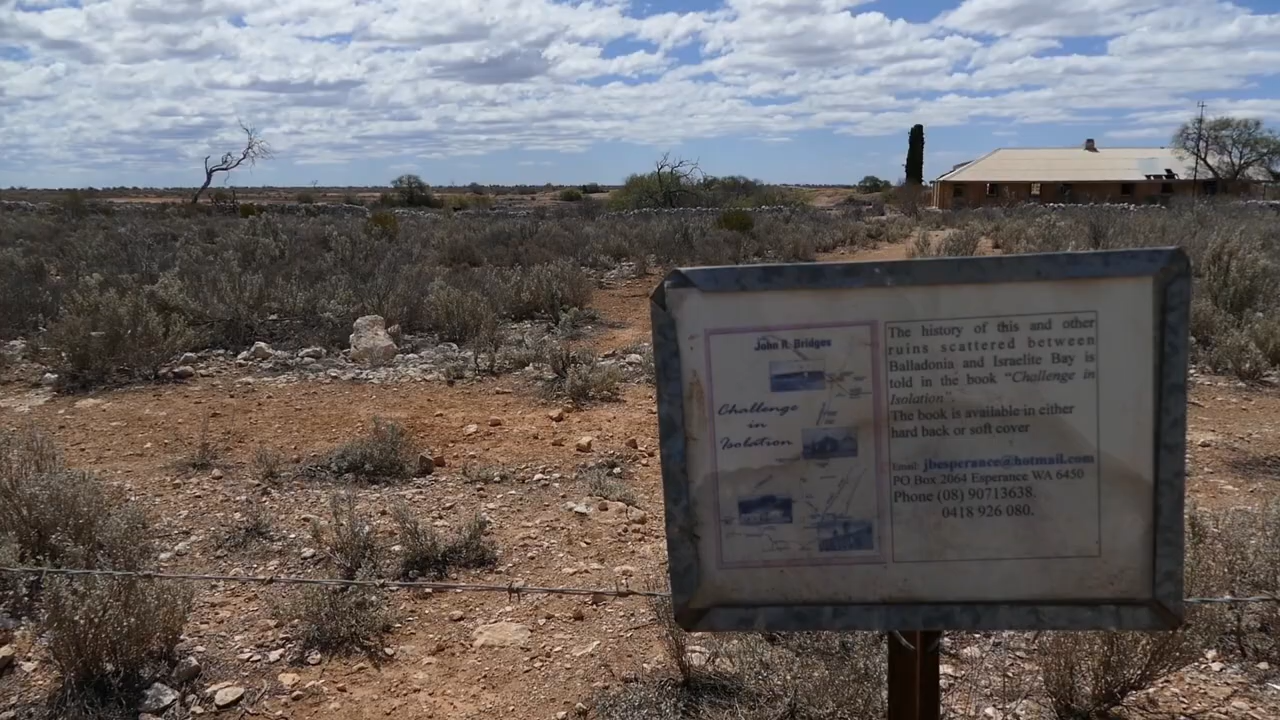 John R. Bridges
Challenge
in
Isolation
The history of this and other
ruins scattered between
Balladonia and Israelite Bay is
told in the book "Challenge in
Isolation"
The book is available in either
hard back or soft cover
Email: jbesperance@hotmail.com
PO Box 2064 Esperance WA 6450
Phone (08) 90713638.
0418 926 080.